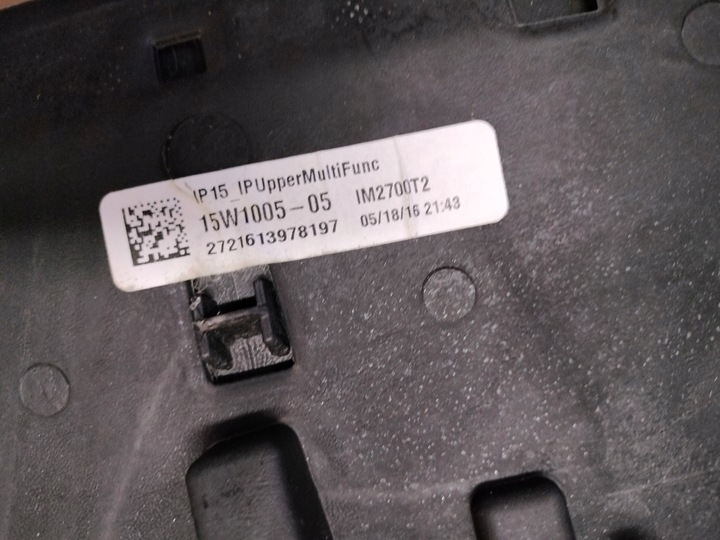 IP15_IPUpperMultiFunc
15W1005-05 IM2700T2
2721613978197 05/18/16 21:43